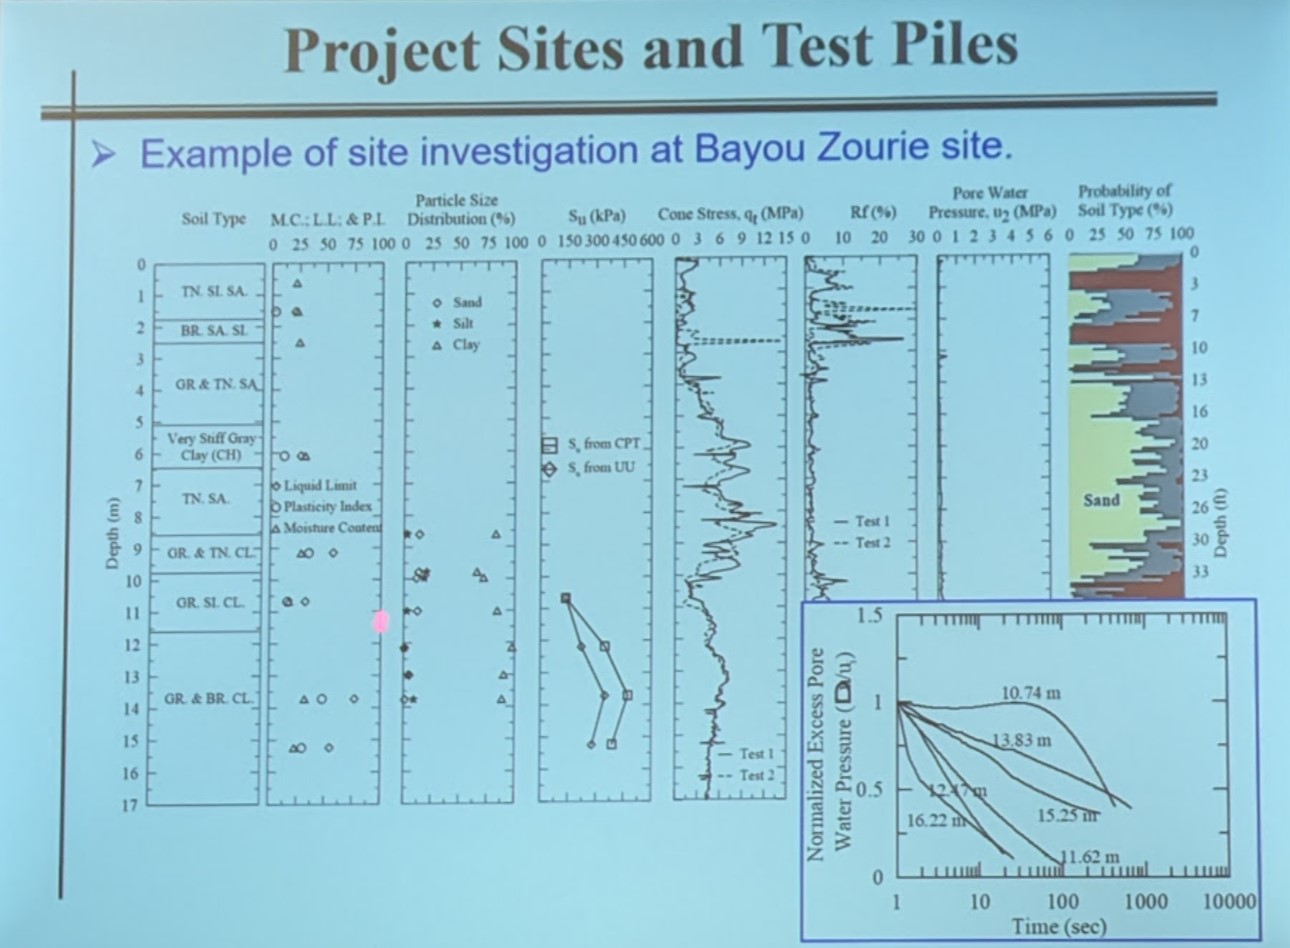 Project Sites and Test Piles
➢ Example of site investigation at Bayou Zourie site.
Soil Type
M.C.; L.L; & P.I.
0 25 50 75 100
Particle Size
Distribution (%)
0 25 50 75 100
Su (kPa)
0 150 300 450 600
Cone Stress, qt (MPa)
0 3 6 9 12 15
Rf (%)
0 10 20 30
Pore Water
Pressure, u2 (MPa)
0 1 2 3 4 5 6
Probability of
Soil Type (%)
0 25 50 75 100
Depth (m)
0
1
2
3
4
5
6
7
8
9
10
11
12
13
14
15
16
17
TN. SI. SA.
BR. SA. SI.
GR & TN. SA.
Very Stiff Gray
Clay (CH)
TN. SA.
GR. & TN. CL.
GR. SI. CL.
GR. & BR. CL.
Liquid Limit
Plasticity Index
Moisture Content
Sand
Silt
Clay
Su from CPT
Su from UU
Test 1
Test 2
Test 1
Test 2
Sand
0
3
7
10
13
16
20
23
26
30
33
Depth (ft)
Normalized Excess Pore
Water Pressure (□/ui)
1.5
1
0.5
0
10.74 m
13.83 m
12.47 m
16.22 m
15.25 m
11.62 m
1 10 100 1000 10000
Time (sec)